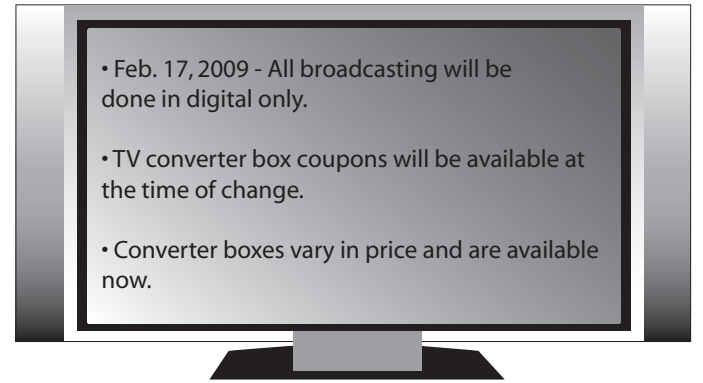 • Feb. 17, 2009 - All broadcasting will be
done in digital only.
• TV converter box coupons will be available at
the time of change.
• Converter boxes vary in price and are available
now.